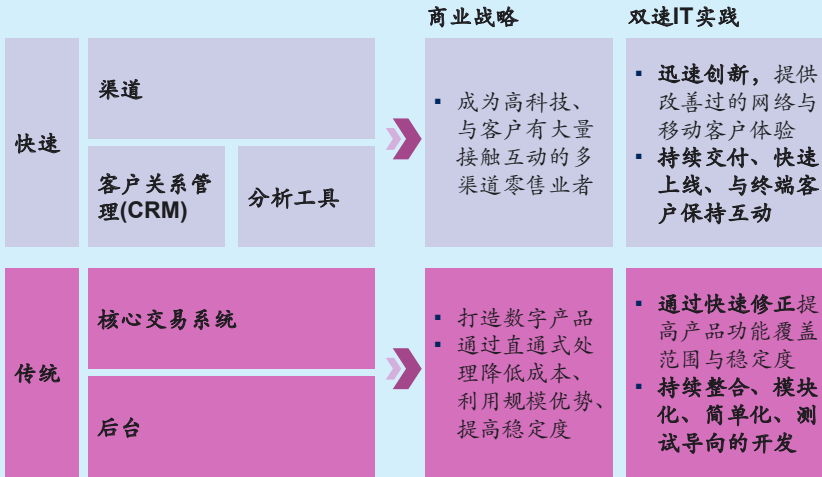 商业战略
双速IT实践
快速
渠道
客户关系管
理(CRM)
分析工具
▪ 成为高科技、
与客户有大量
接触互动的多
渠道零售业者
▪ 迅速创新，提供
改善过的网络与
移动客户体验
▪ 持续交付、快速
上线、与终端客
户保持互动
传统
核心交易系统
后台
▪ 打造数字产品
▪ 通过直通式处
理降低成本、
利用规模优势、
提高稳定度
▪ 通过快速修正提
高产品功能覆盖
范围与稳定度
▪ 持续整合、模块
化、简单化、测
试导向的开发